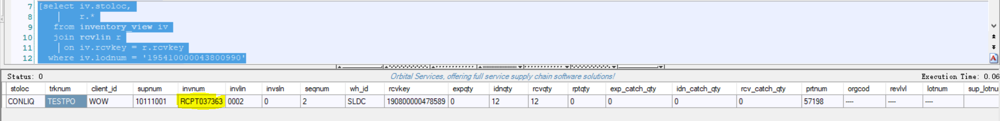 7 [select iv.stoloc,
8 r.*
9 from inventory_view iv
10 join rcvlin r
11 on iv.rcvkey = r.rcvkey
12 where iv.lodnum = '195410000043800990'
Status: 0 Orbital Services, offering full service supply chain software solutions! Execution Time: 0.06
stoloc trknum client_id supnum invnum invlin invsln seqnum wh_id rcvkey expqty idnqty rcvqty rptqty exp_catch_qty idn_catch_qty rcv_catch_qty prtnum orgcod revlvl lotnum sup_lotnu
CONLIQ TESTPO WOW 10111001 RCPT037363 0002 0 2 SLDC 190800000478589 0 12 12 0 0 0 0 57198 ---- ---- ----